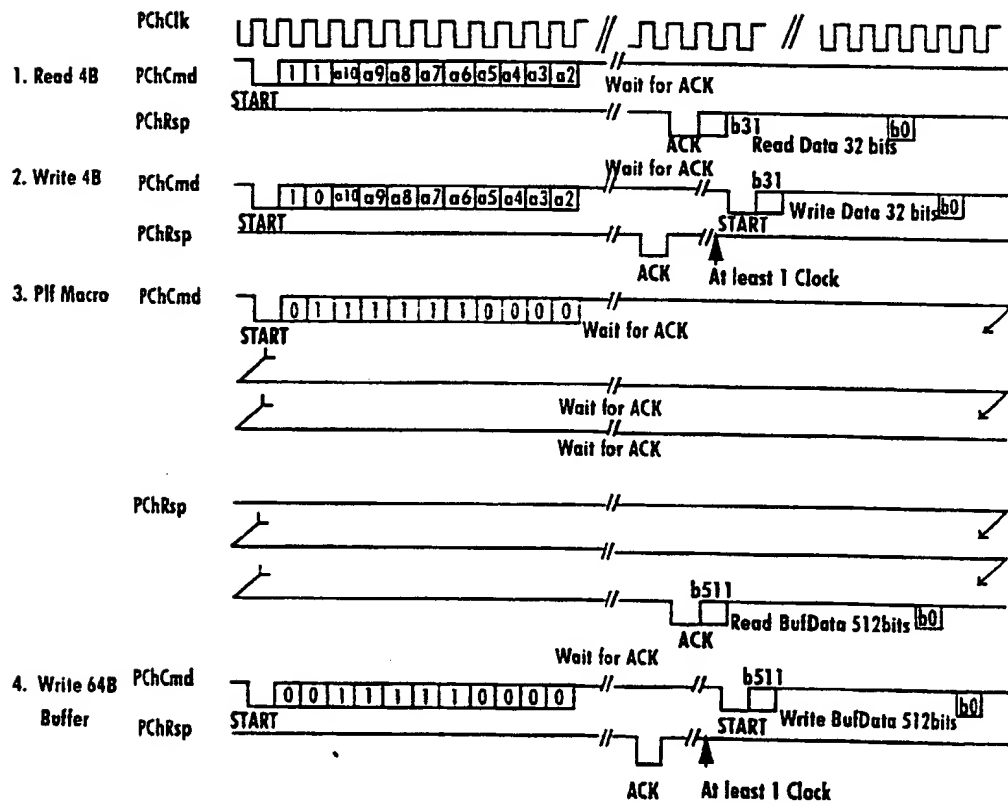 PChClk
1. Read 4B PChCmd 1 1 a10 a9 a8 a7 a6 a5 a4 a3 a2 Wait for ACK
START
PChRsp ACK b31 Read Data 32 bits b0
Wait for ACK
2. Write 4B PChCmd 1 0 a10 a9 a8 a7 a6 a5 a4 a3 a2 b31 Write Data 32 bits b0
START START
PChRsp
ACK At least 1 Clock
3. Plf Macro PChCmd 0 1 1 1 1 1 1 0 0 0 0 Wait for ACK
START
Wait for ACK
Wait for ACK
PChRsp
b511
ACK Read BufData 512bits b0
Wait for ACK
4. Write 64B Buffer PChCmd 0 0 1 1 1 1 1 0 0 0 0 b511 Write BufData 512bits b0
START START
PChRsp
ACK At least 1 Clock